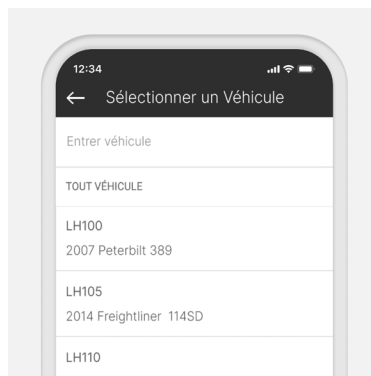 12:34
Sélectionner un Véhicule
Entrer véhicule
TOUT VÉHICULE
LH100
2007 Peterbilt 389
LH105
2014 Freightliner 114SD
LH110